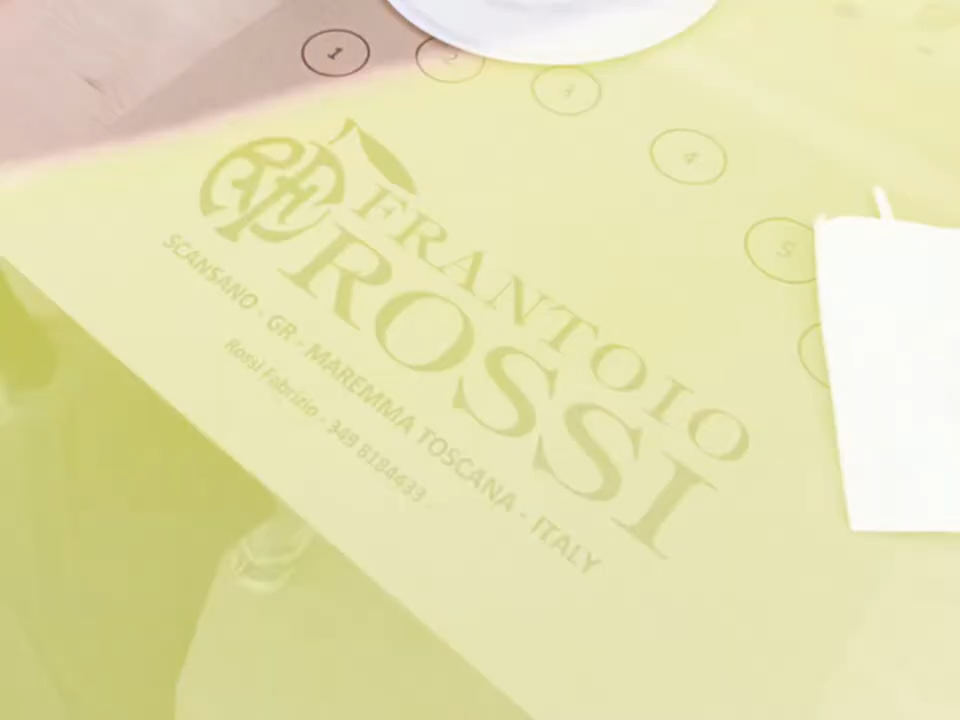 1
2
3
4
5
FRANTOIO
ROSSI
SCANSANO - GR - MAREMMA TOSCANA - ITALY
Rossi Fabrizio - 349 8184433